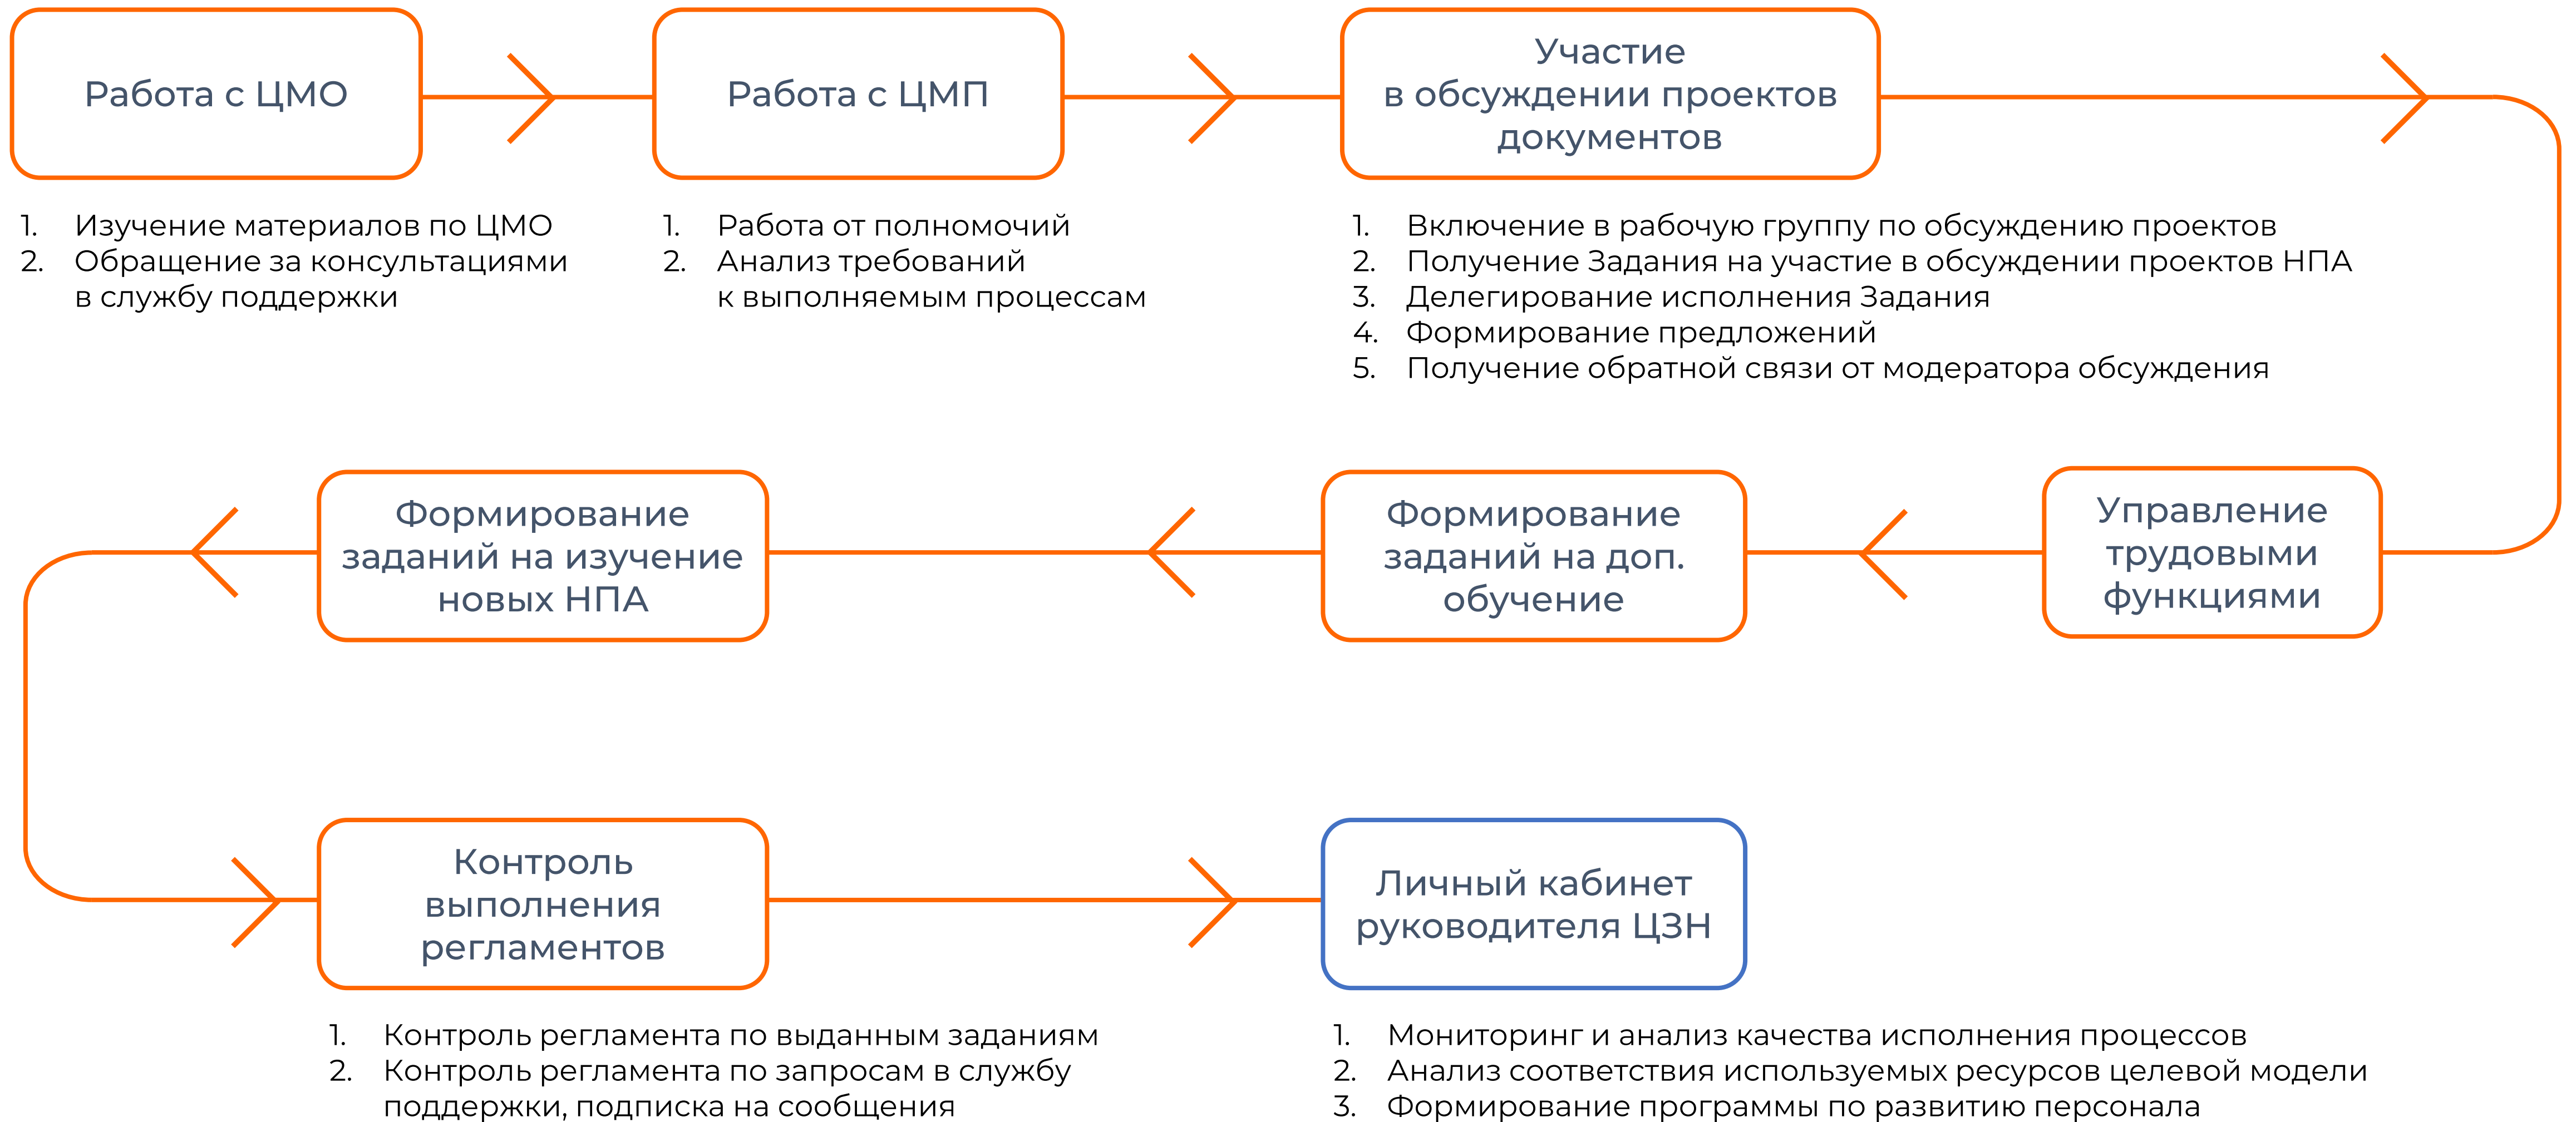 Работа с ЦМО
Работа с ЦМП
Участие
в обсуждении проектов
документов
1. Изучение материалов по ЦМО
2. Обращение за консультациями
в службу поддержки
1. Работа от полномочий
2. Анализ требований
к выполняемым процессам
1. Включение в рабочую группу по обсуждению проектов
2. Получение Задания на участие в обсуждении проектов НПА
3. Делегирование исполнения Задания
4. Формирование предложений
5. Получение обратной связи от модератора обсуждения
Управление
трудовыми
функциями
Формирование
заданий на доп.
обучение
Формирование
заданий на изучение
новых НПА
Контроль
выполнения
регламентов
Личный кабинет
руководителя ЦЗН
1. Контроль регламента по выданным заданиям
2. Контроль регламента по запросам в службу
поддержки, подписка на сообщения
1. Мониторинг и анализ качества исполнения процессов
2. Анализ соответствия используемых ресурсов целевой модели
3. Формирование программы по развитию персонала